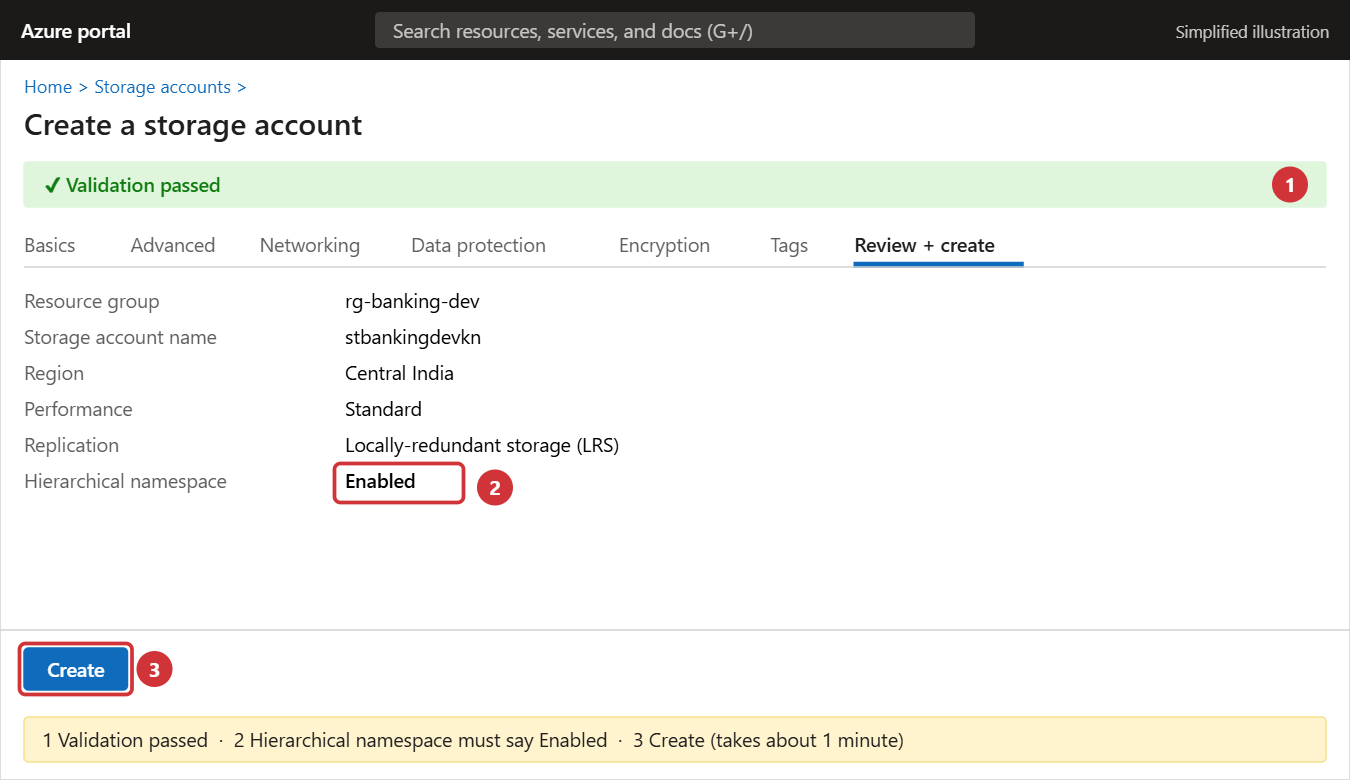 Azure portal Search resources, services, and docs (G+/) Simplified illustration
Home > Storage accounts >
Create a storage account
✔ Validation passed 1
Basics Advanced Networking Data protection Encryption Tags Review + create
Resource group rg-banking-dev
Storage account name stbankingdevkn
Region Central India
Performance Standard
Replication Locally-redundant storage (LRS)
Hierarchical namespace Enabled 2
Create 3
1 Validation passed · 2 Hierarchical namespace must say Enabled · 3 Create (takes about 1 minute)